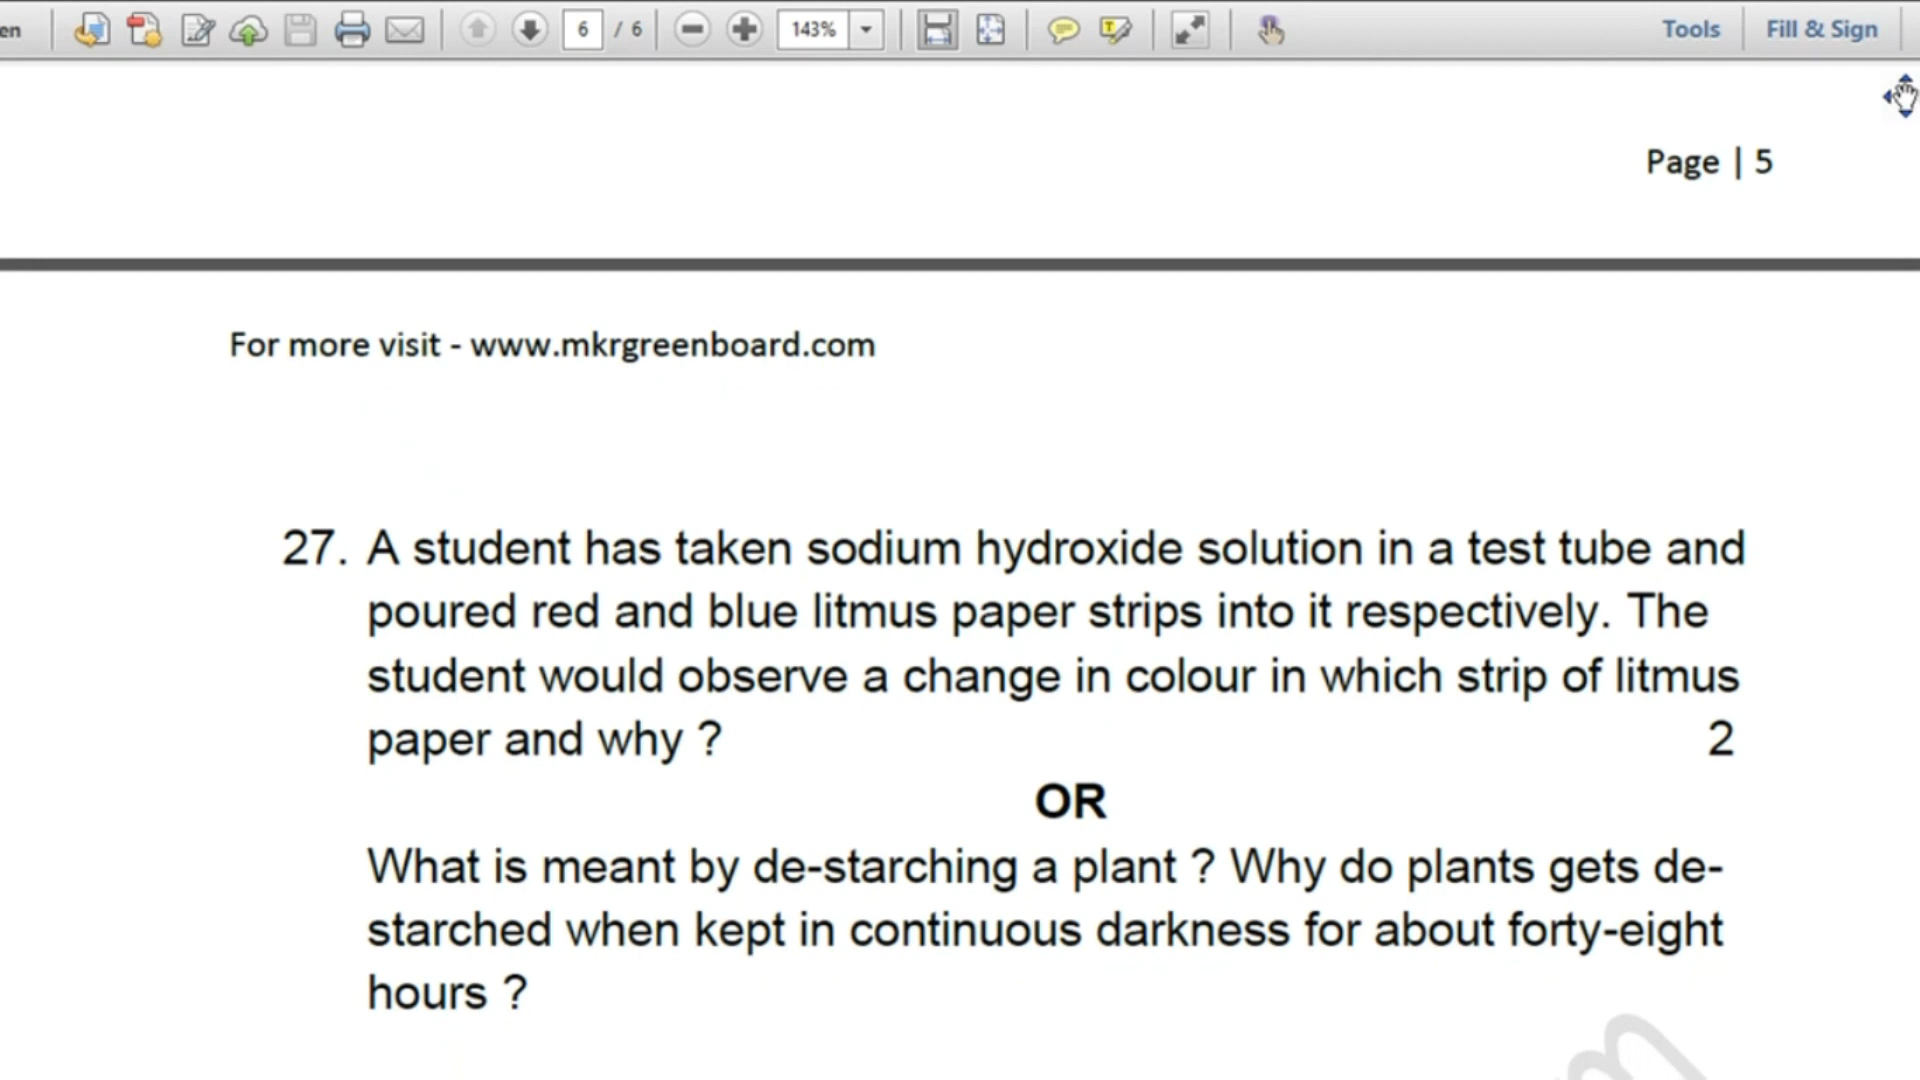 en
6 / 6
143%
Tools
Fill & Sign
Page | 5
For more visit - www.mkrgreenboard.com
27. A student has taken sodium hydroxide solution in a test tube and
poured red and blue litmus paper strips into it respectively. The
student would observe a change in colour in which strip of litmus
paper and why ? 2
OR
What is meant by de-starching a plant ? Why do plants gets de-
starched when kept in continuous darkness for about forty-eight
hours ?
m